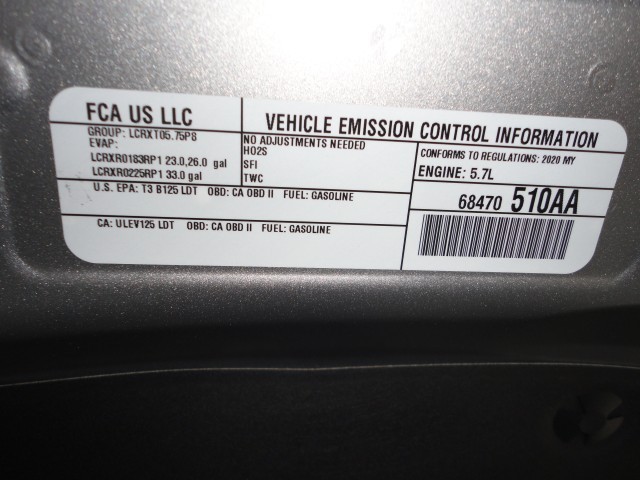 FCA US LLC
VEHICLE EMISSION CONTROL INFORMATION
GROUP: LCRXT05.75P8
EVAP:
LCRXR0183RP1 23.0,26.0 gal
LCRXR0225RP1 33.0 gal
NO ADJUSTMENTS NEEDED
HO2S
SFI
TWC
CONFORMS TO REGULATIONS: 2020 MY
ENGINE: 5.7L
U.S. EPA: T3 B125 LDT OBD: CA OBD II FUEL: GASOLINE
CA: ULEV125 LDT OBD: CA OBD II FUEL: GASOLINE
68470 510AA